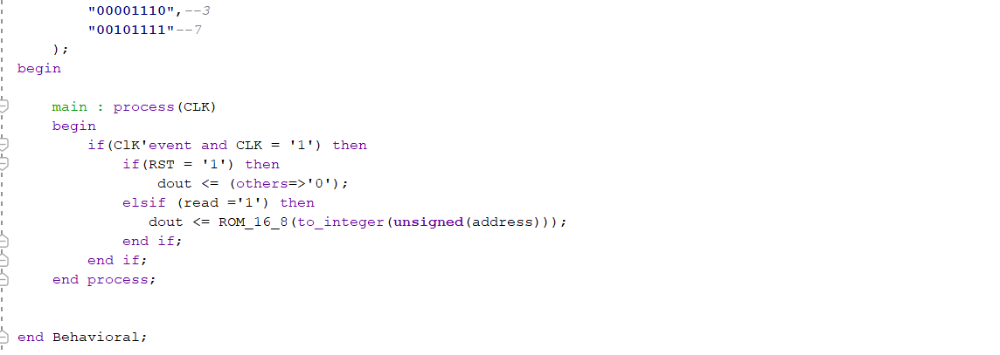 "00001110",--3
"00101111"--7
);
begin
main : process(CLK)
begin
if(ClK'event and CLK = '1') then
if(RST = '1') then
dout <= (others=>'0');
elsif (read ='1') then
dout <= ROM_16_8(to_integer(unsigned(address)));
end if;
end if;
end process;
end Behavioral;